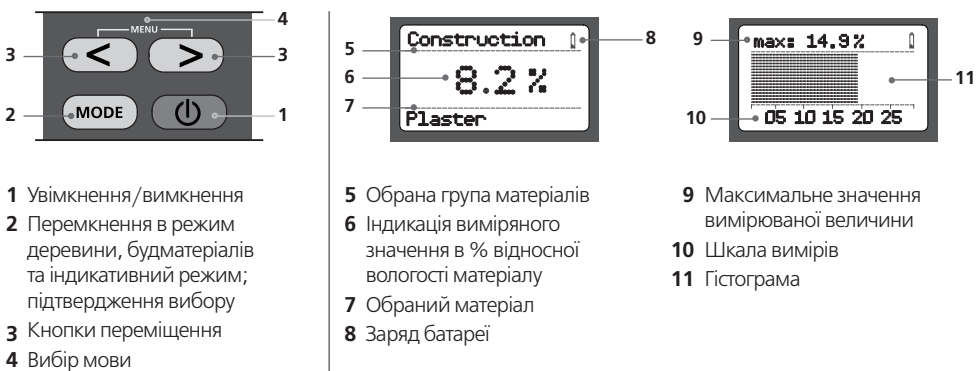 4
MENU
3 < > 3
2 MODE 1
Construction 8
5
6 8.2 %
7
Plaster
9 max: 14.9%
11
10 05 10 15 20 25
1 Увімкнення/вимкнення
2 Перемкнення в режим
деревини, будматеріалів
та індикативний режим;
підтвердження вибору
3 Кнопки переміщення
4 Вибір мови
5 Обрана група матеріалів
6 Індикація виміряного
значення в % відносної
вологості матеріалу
7 Обраний матеріал
8 Заряд батареї
9 Максимальне значення
вимірюваної величини
10 Шкала вимірів
11 Гістограма